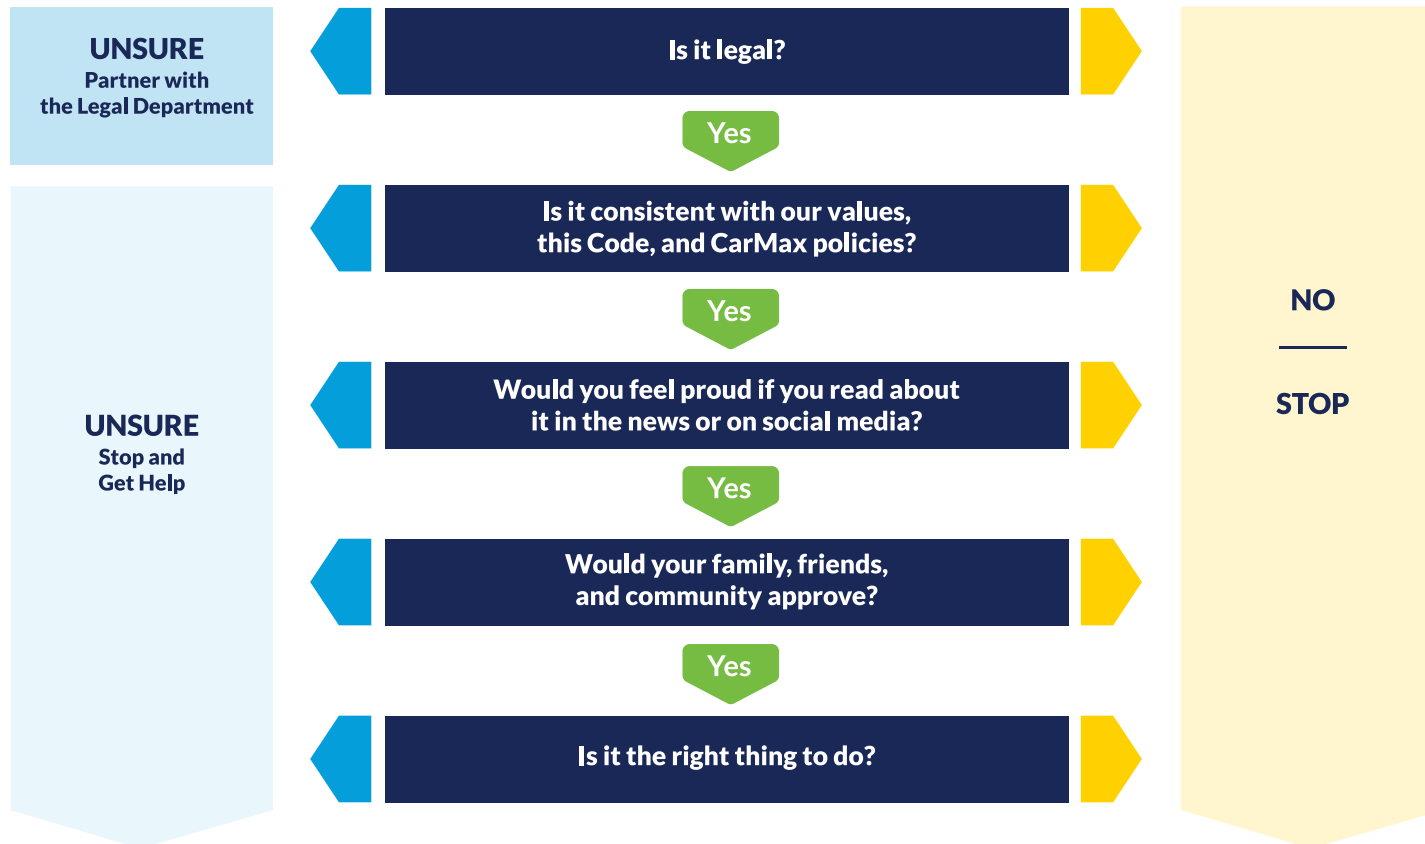 UNSURE
Partner with
the Legal Department
Is it legal?
Yes
Is it consistent with our values,
this Code, and CarMax policies?
Yes
Would you feel proud if you read about
it in the news or on social media?
Yes
Would your family, friends,
and community approve?
Yes
Is it the right thing to do?
UNSURE
Stop and
Get Help
NO
STOP